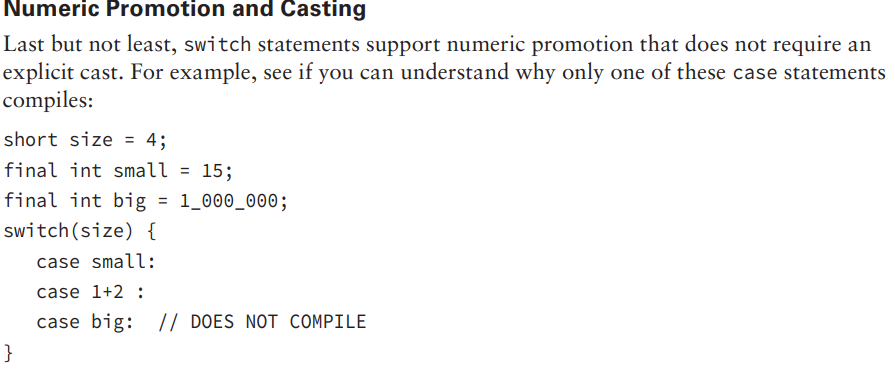 Numeric Promotion and Casting
Last but not least, switch statements support numeric promotion that does not require an
explicit cast. For example, see if you can understand why only one of these case statements
compiles:
short size = 4;
final int small = 15;
final int big = 1_000_000;
switch(size) {
   case small:
   case 1+2 :
   case big:  // DOES NOT COMPILE
}